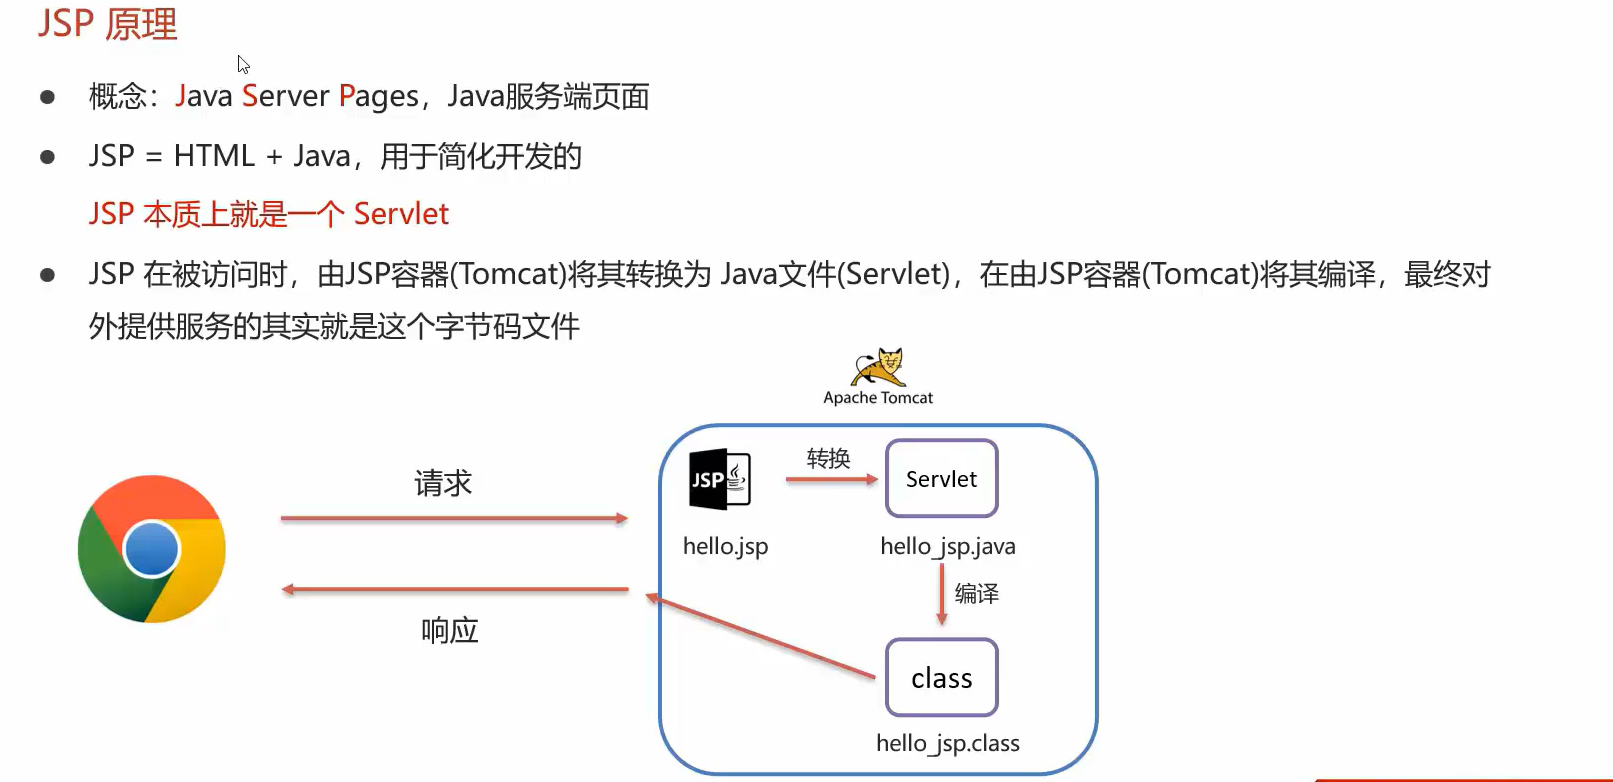 JSP 原理
概念：Java Server Pages，Java服务端页面
JSP = HTML + Java，用于简化开发的
JSP 本质上就是一个 Servlet
JSP 在被访问时，由JSP容器(Tomcat)将其转换为 Java文件(Servlet)，在由JSP容器(Tomcat)将其编译，最终对
外提供服务的其实就是这个字节码文件
Apache Tomcat
请求
响应
JSP
转换
Servlet
hello.jsp
hello_jsp.java
编译
class
hello_jsp.class